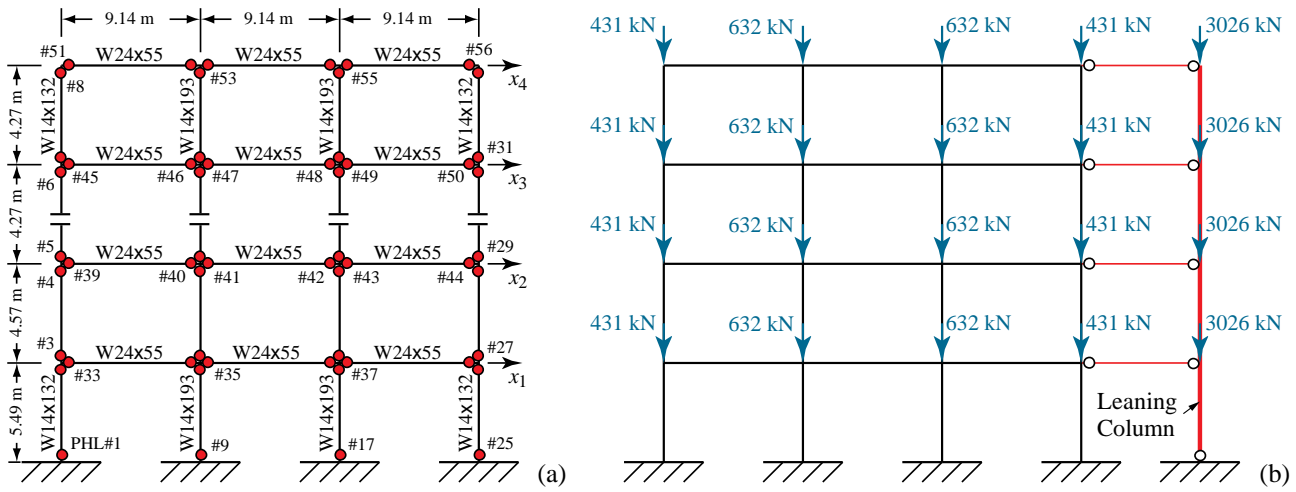 9.14 m
9.14 m
#51
W24x55
W24x55
W24x55
#56
#8
#53
#55
x4
4.27 m
W14x132
W14x193
W14x193
W14x132
W24x55
W24x55
W24x55
#31
#6
#45
#46
#47
#48
#49
#50
x3
4.27 m
#5
W24x55
W24x55
W24x55
#29
#4
#39
#40
#41
#42
#43
#44
x2
4.57 m
#3
W24x55
W24x55
W24x55
#27
#33
#35
#37
x1
5.49 m
W14x132
W14x193
W14x193
W14x132
PHL#1
#9
#17
#25
(a)
431 kN
632 kN
632 kN
431 kN
3026 kN
431 kN
632 kN
632 kN
431 kN
3026 kN
431 kN
632 kN
632 kN
431 kN
3026 kN
431 kN
632 kN
632 kN
431 kN
3026 kN
Leaning
Column
(b)